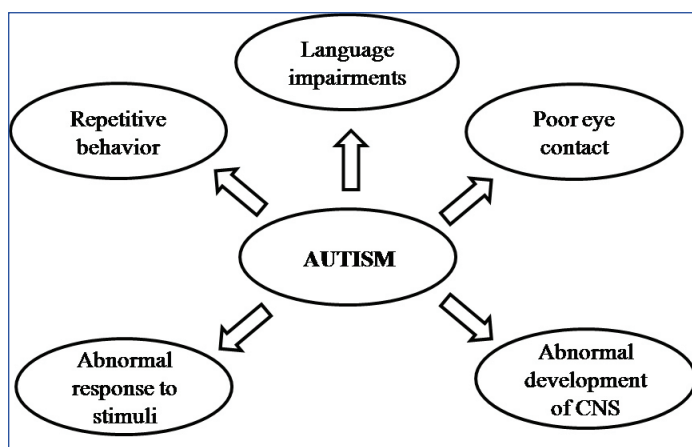 Language
impairments
Repetitive
behavior
Poor eye
contact
AUTISM
Abnormal
response to
stimuli
Abnormal
development
of CNS